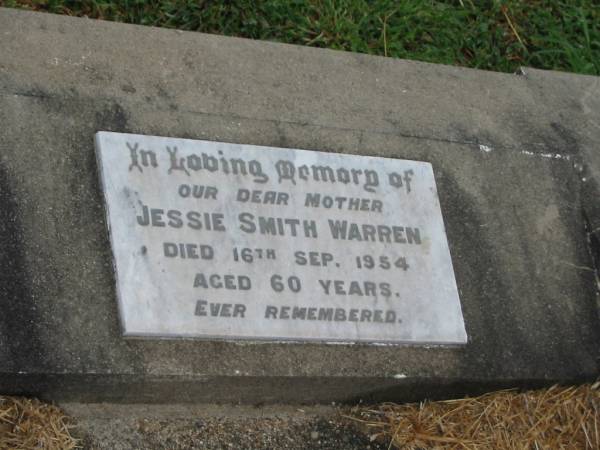 In Loving Memory of
OUR DEAR MOTHER
JESSIE SMITH WARREN
DIED 16TH SEP. 1954
AGED 60 YEARS.
EVER REMEMBERED.